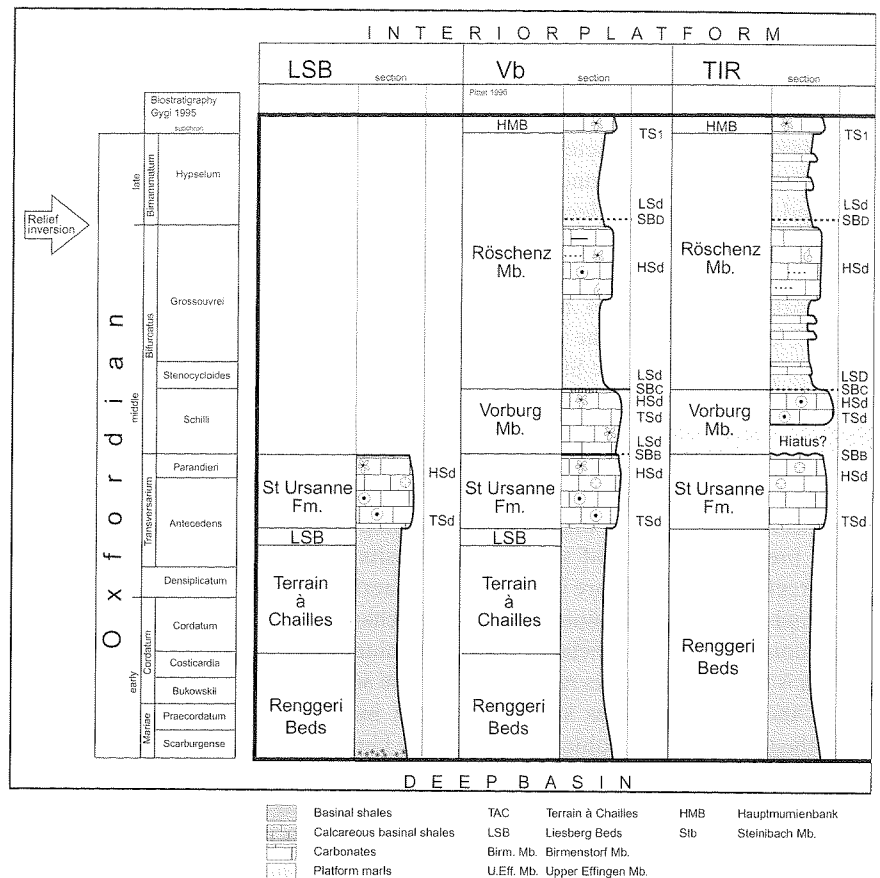 INTERIOR PLATFORM
LSB section Vb section TIR section
Biostratigraphy
Gygi 1995
subchron
Pittet 1996
Relief
inversion
Oxfordian
late
middle
early
Bimammatum
Bifurcatus
Transversarium
Cordatum
Mariae
Hypselum
Grossouvrei
Stenocycloides
Schilli
Parandieri
Antecedens
Densiplicatum
Cordatum
Costicardia
Bukowskii
Praecordatum
Scarburgense
St Ursanne
Fm.
LSB
Terrain
à
Chailles
Renggeri
Beds
HSd
TSd
HMB
Röschenz
Mb.
Vorburg
Mb.
St Ursanne
Fm.
LSB
Terrain
à
Chailles
Renggeri
Beds
TS1
LSd
SBD
HSd
LSd
SBC
HSd
TSd
LSd
SBB
HSd
TSd
HMB
Röschenz
Mb.
Vorburg
Mb.
Hiatus?
St Ursanne
Fm.
Renggeri
Beds
TS1
LSd
SBD
HSd
LSD
SBC
HSd
TSd
SBB
HSd
TSd
DEEP BASIN
Basinal shales TAC Terrain à Chailles HMB Hauptmumienbank
Calcareous basinal shales LSB Liesberg Beds Stb Steinibach Mb.
Carbonates Birm. Mb. Birmenstorf Mb.
Platform marls U.Eff. Mb. Upper Effingen Mb.